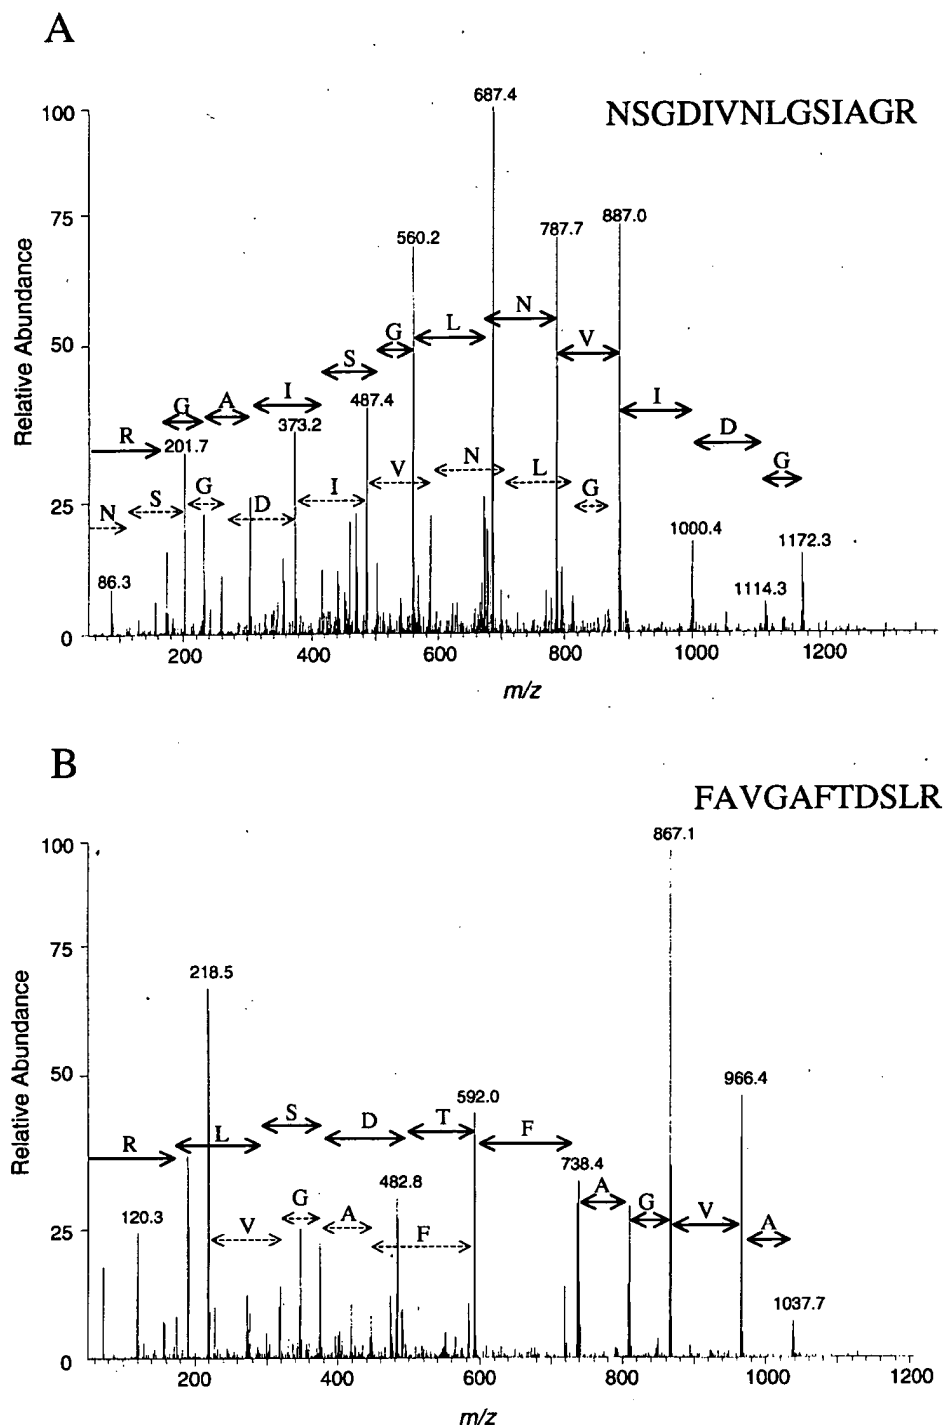 A
NSGDIVNLGSIAGR
687.4
100
887.0
787.7
560.2
75
N
L
V
G
50
S
487.4
I
I
A
373.2
G
D
R
201.7
G
N
V
L
I
G
S
G
D
N
25
1000.4
1172.3
86.3
1114.3
0
200 400 600 800 1000 1200
m/z
Relative Abundance
B
FAVGAFTDSLR
867.1
100
218.5
75
966.4
50
592.0
S
T
D
F
R
L
738.4
A
482.8
G
V
A
G
A
120.3
V
F
25
1037.7
0
200 400 600 800 1000 1200
m/z
Relative Abundance